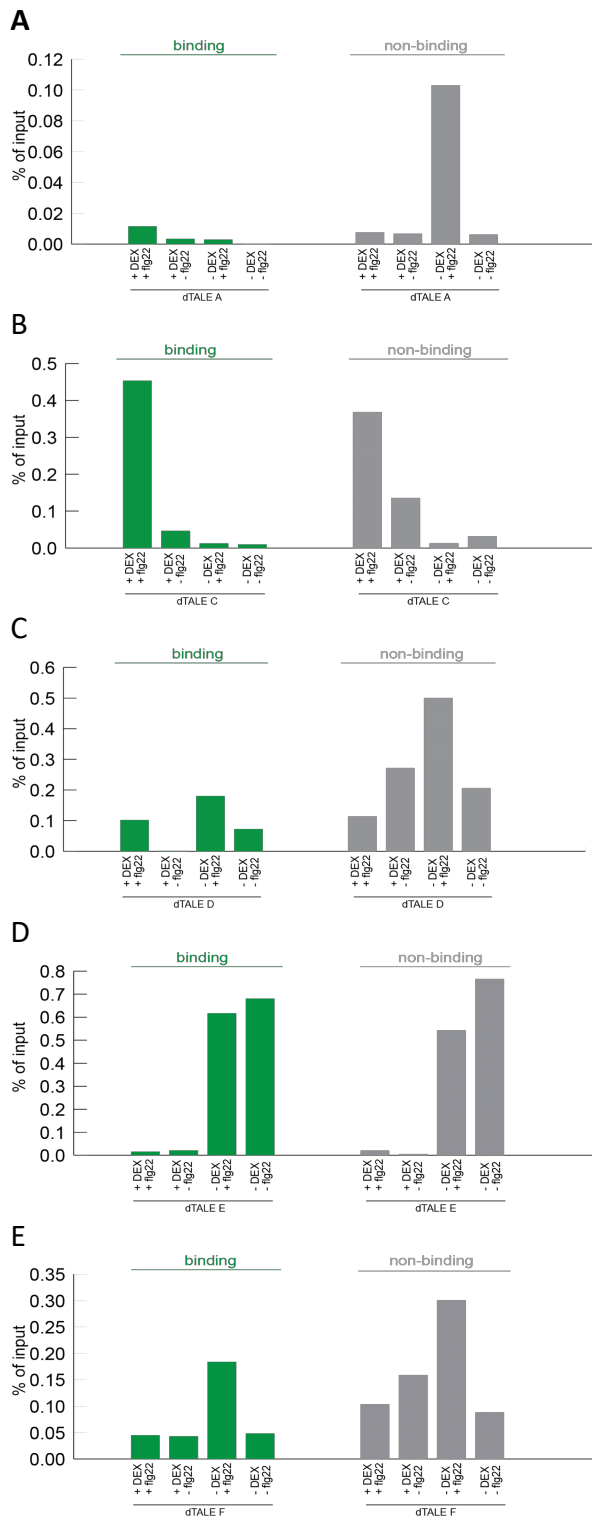 A
binding
non-binding
0.12
0.10
0.08
0.06
0.04
0.02
0.00
% of input
+ DEX
+ flg22
+ DEX
- flg22
- DEX
+ flg22
- DEX
- flg22
+ DEX
+ flg22
+ DEX
- flg22
- DEX
+ flg22
- DEX
- flg22
dTALE A
dTALE A
B
binding
non-binding
0.5
0.4
0.3
0.2
0.1
0.0
% of input
+ DEX
+ flg22
+ DEX
- flg22
- DEX
+ flg22
- DEX
- flg22
+ DEX
+ flg22
+ DEX
- flg22
- DEX
+ flg22
- DEX
- flg22
dTALE C
dTALE C
C
binding
non-binding
0.6
0.5
0.4
0.3
0.2
0.1
0.0
% of input
+ DEX
+ flg22
+ DEX
- flg22
- DEX
+ flg22
- DEX
- flg22
+ DEX
+ flg22
+ DEX
- flg22
- DEX
+ flg22
- DEX
- flg22
dTALE D
dTALE D
D
binding
non-binding
0.8
0.7
0.6
0.5
0.4
0.3
0.2
0.1
0.0
% of input
+ DEX
+ flg22
+ DEX
- flg22
- DEX
+ flg22
- DEX
- flg22
+ DEX
+ flg22
+ DEX
- flg22
- DEX
+ flg22
- DEX
- flg22
dTALE E
dTALE E
E
binding
non-binding
0.35
0.30
0.25
0.20
0.15
0.10
0.05
0.00
% of input
+ DEX
+ flg22
+ DEX
- flg22
- DEX
+ flg22
- DEX
- flg22
+ DEX
+ flg22
+ DEX
- flg22
- DEX
+ flg22
- DEX
- flg22
dTALE F
dTALE F